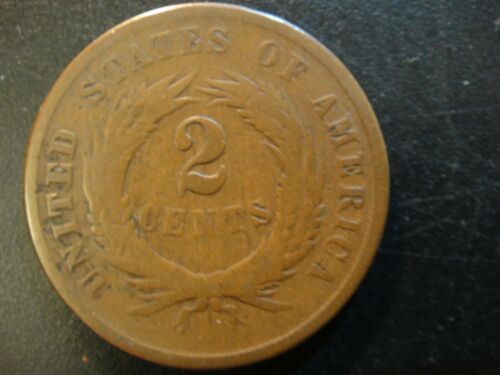 UNITED STATES OF AMERICA
2
CENTS